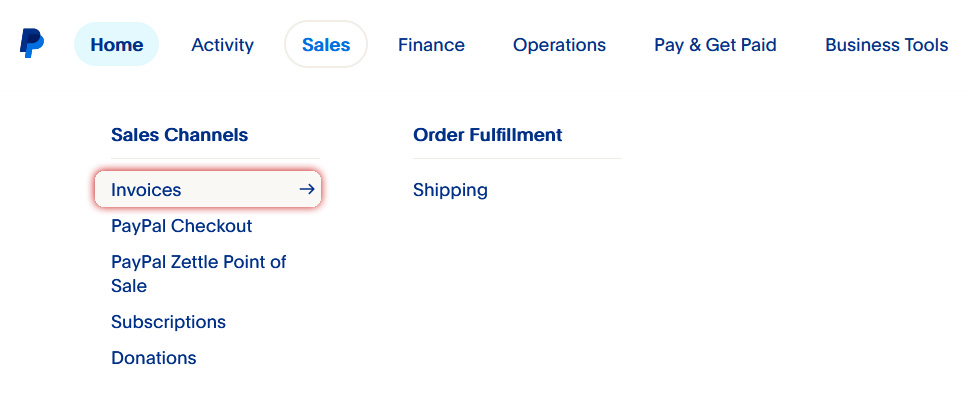 Home Activity Sales Finance Operations Pay & Get Paid Business Tools
Sales Channels
Invoices
PayPal Checkout
PayPal Zettle Point of
Sale
Subscriptions
Donations
Order Fulfillment
Shipping